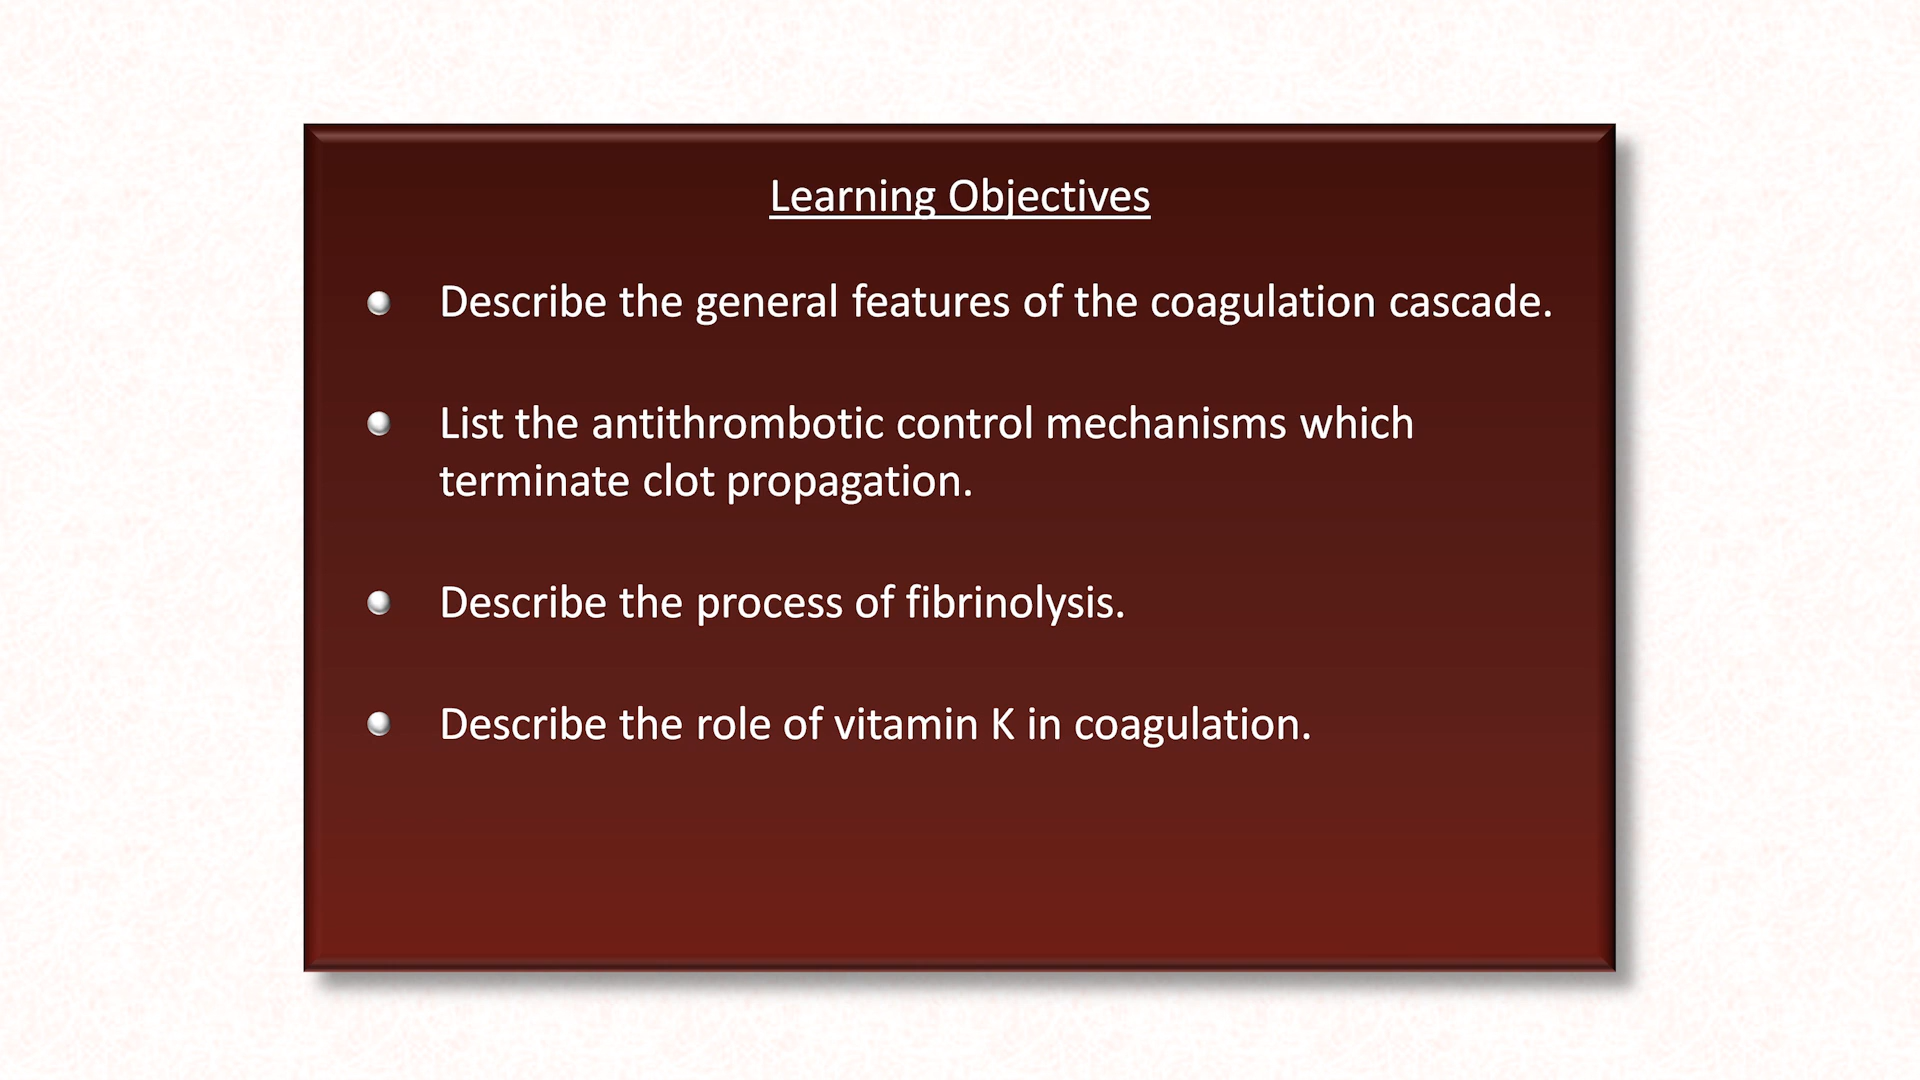 Learning Objectives
Describe the general features of the coagulation cascade.
List the antithrombotic control mechanisms which
terminate clot propagation.
Describe the process of fibrinolysis.
Describe the role of vitamin K in coagulation.